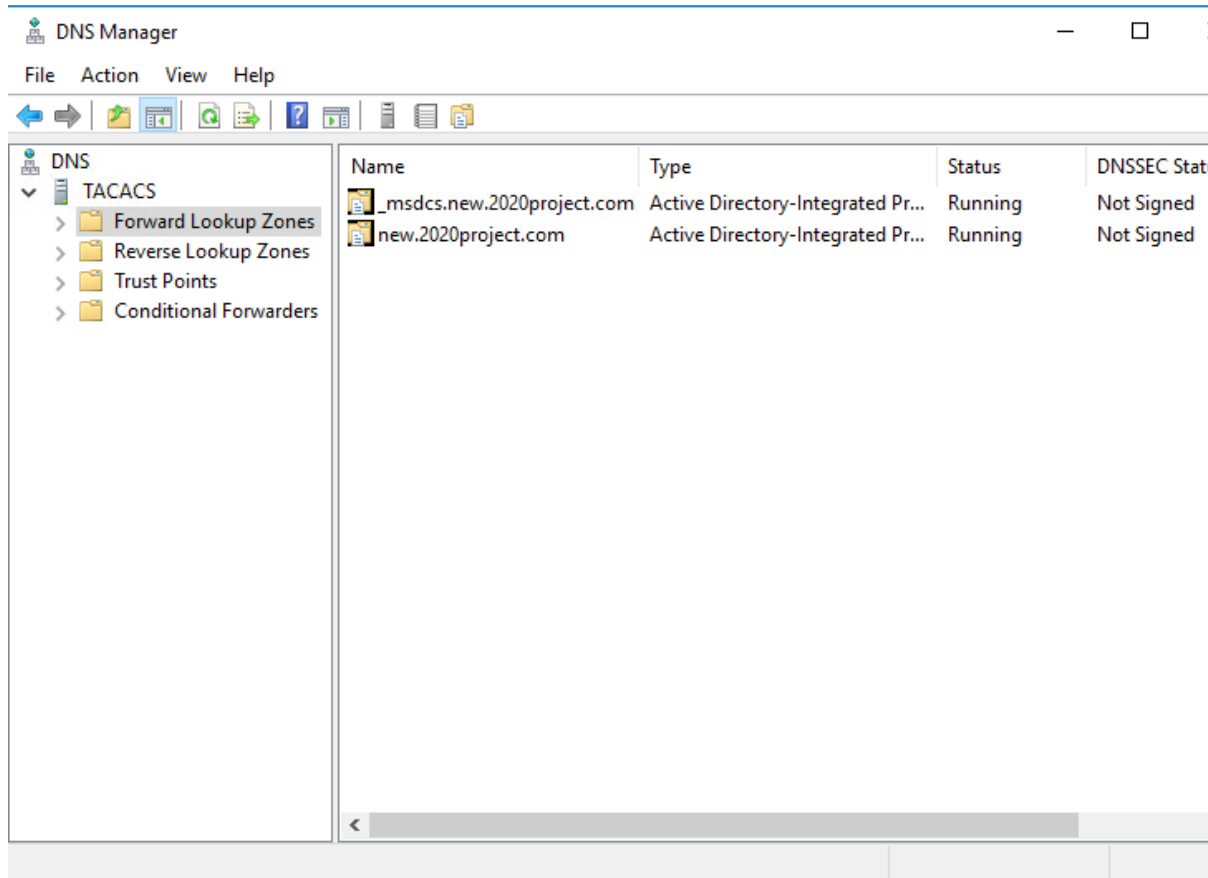 DNS Manager
File Action View Help
DNS
TACACS
Forward Lookup Zones
Reverse Lookup Zones
Trust Points
Conditional Forwarders
Name Type Status DNSSEC Stat
_msdcs.new.2020project.com Active Directory-Integrated Pr... Running Not Signed
new.2020project.com Active Directory-Integrated Pr... Running Not Signed